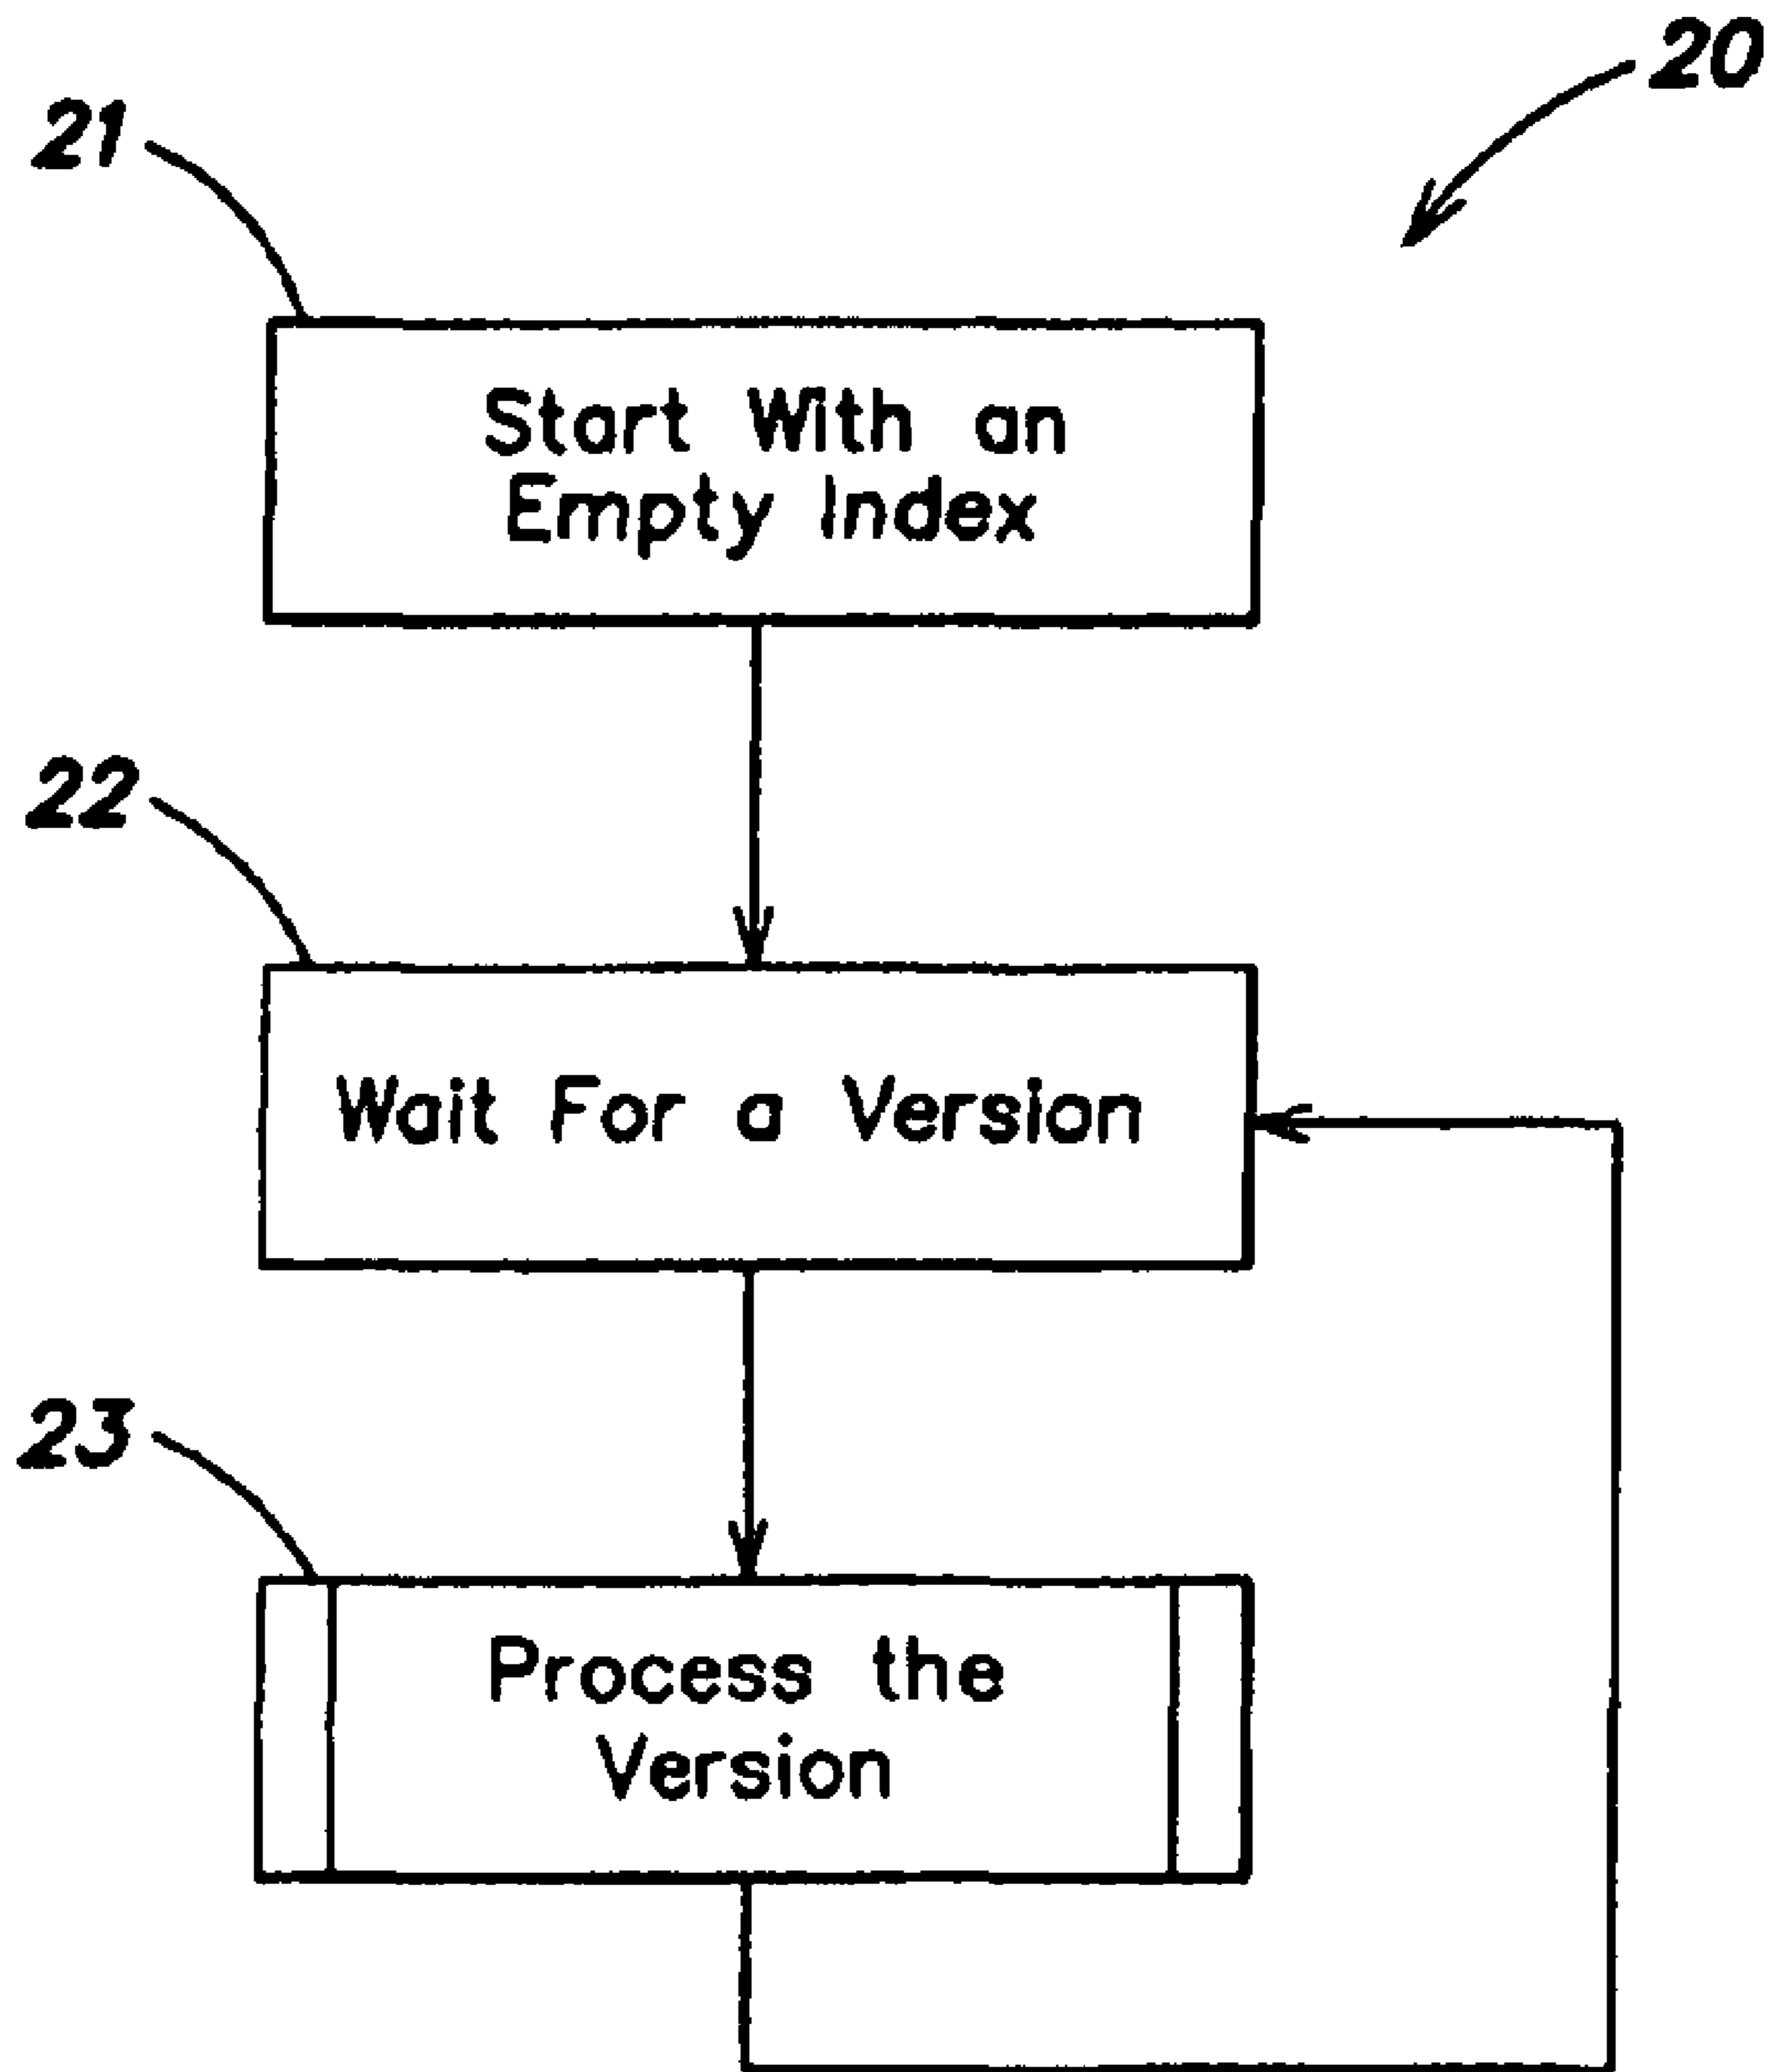 20
21
Start With an
Empty Index
22
Wait For a Version
23
Process the
Version